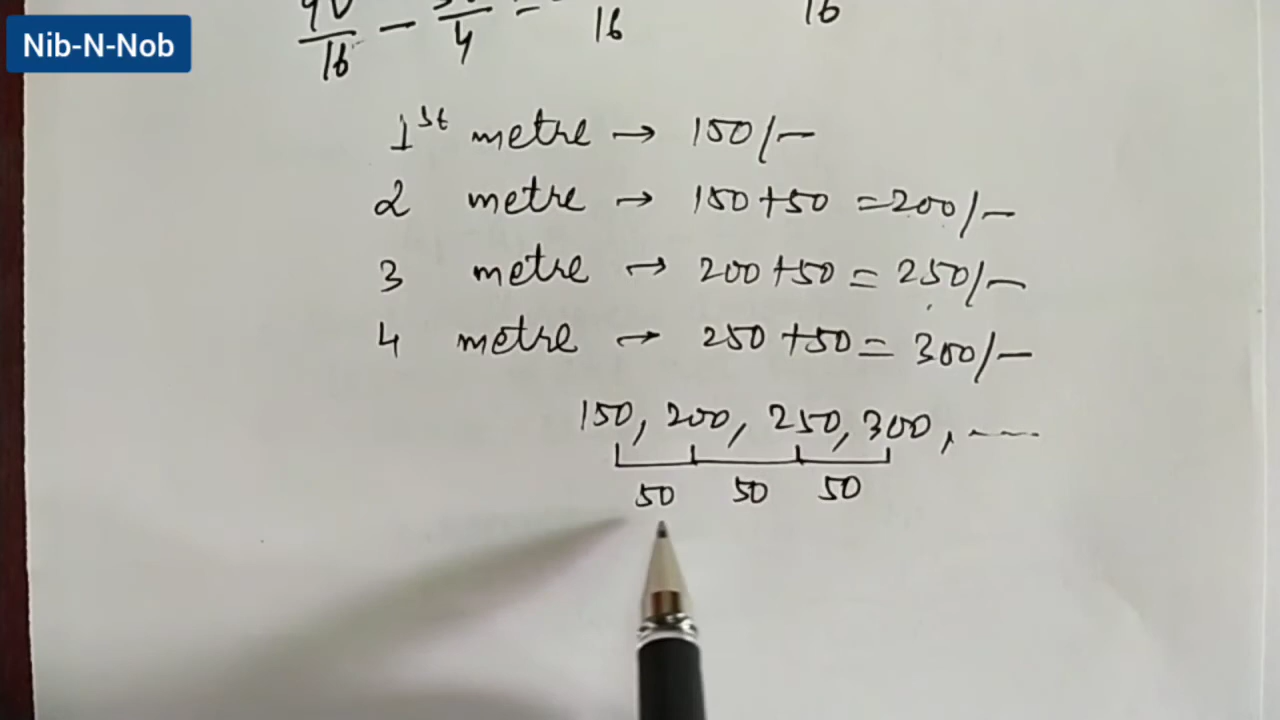 Nib-N-Nob
16 - 4 = 16 16
1st metre → 150/-
2 metre → 150+50 =200/-
3 metre → 200+50 = 250/-
4 metre → 250+50 = 300/-
150, 200, 250, 300, .....
50 50 50